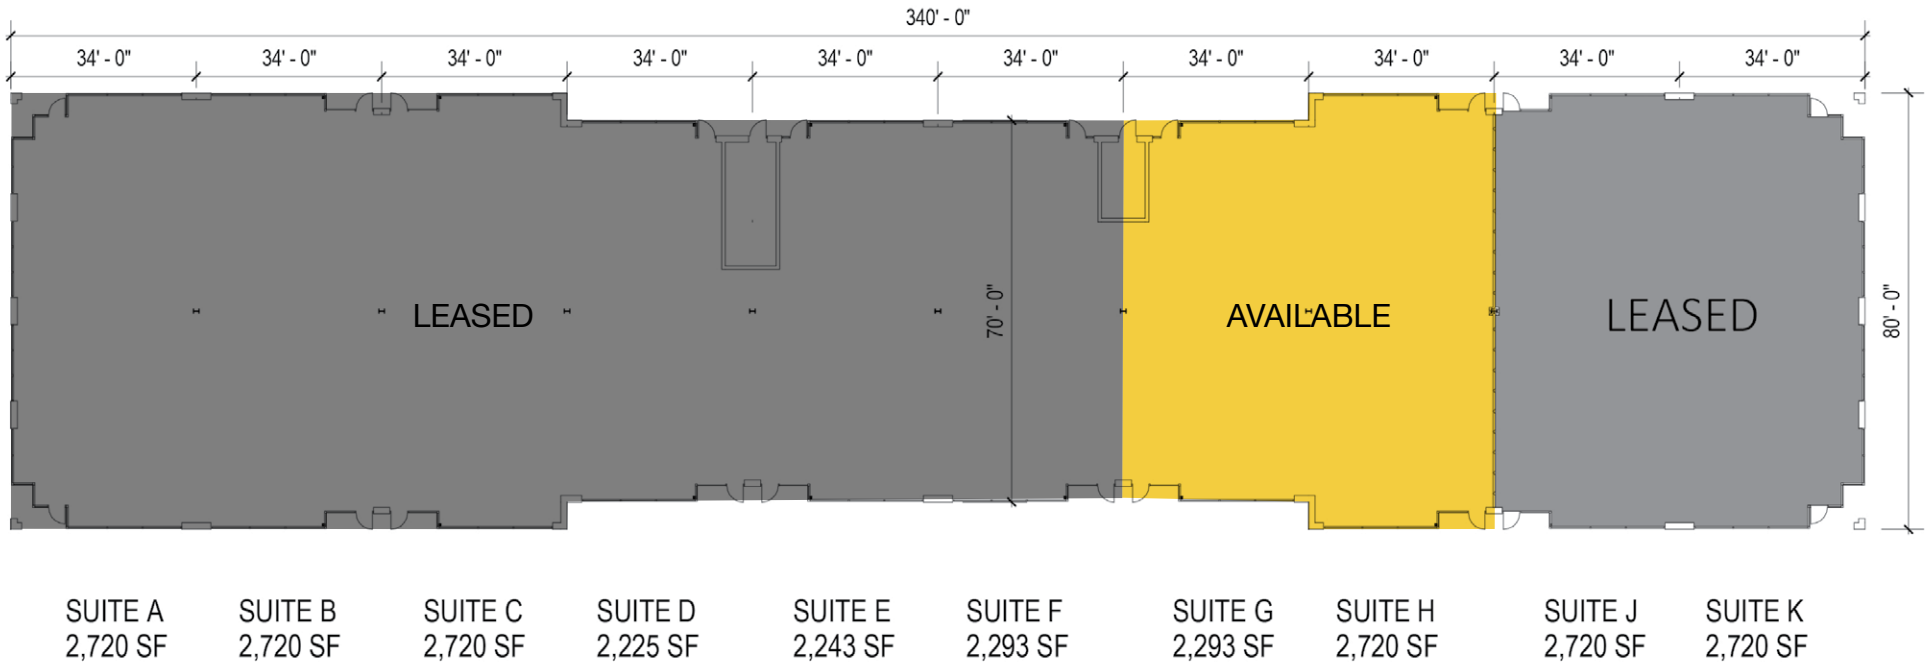 340' - 0"
34' - 0" 34' - 0" 34' - 0" 34' - 0" 34' - 0" 34' - 0" 34' - 0" 34' - 0" 34' - 0" 34' - 0"
LEASED 70' - 0" AVAILABLE LEASED 80' - 0"
SUITE A SUITE B SUITE C SUITE D SUITE E SUITE F SUITE G SUITE H SUITE J SUITE K
2,720 SF 2,720 SF 2,720 SF 2,225 SF 2,243 SF 2,293 SF 2,293 SF 2,720 SF 2,720 SF 2,720 SF